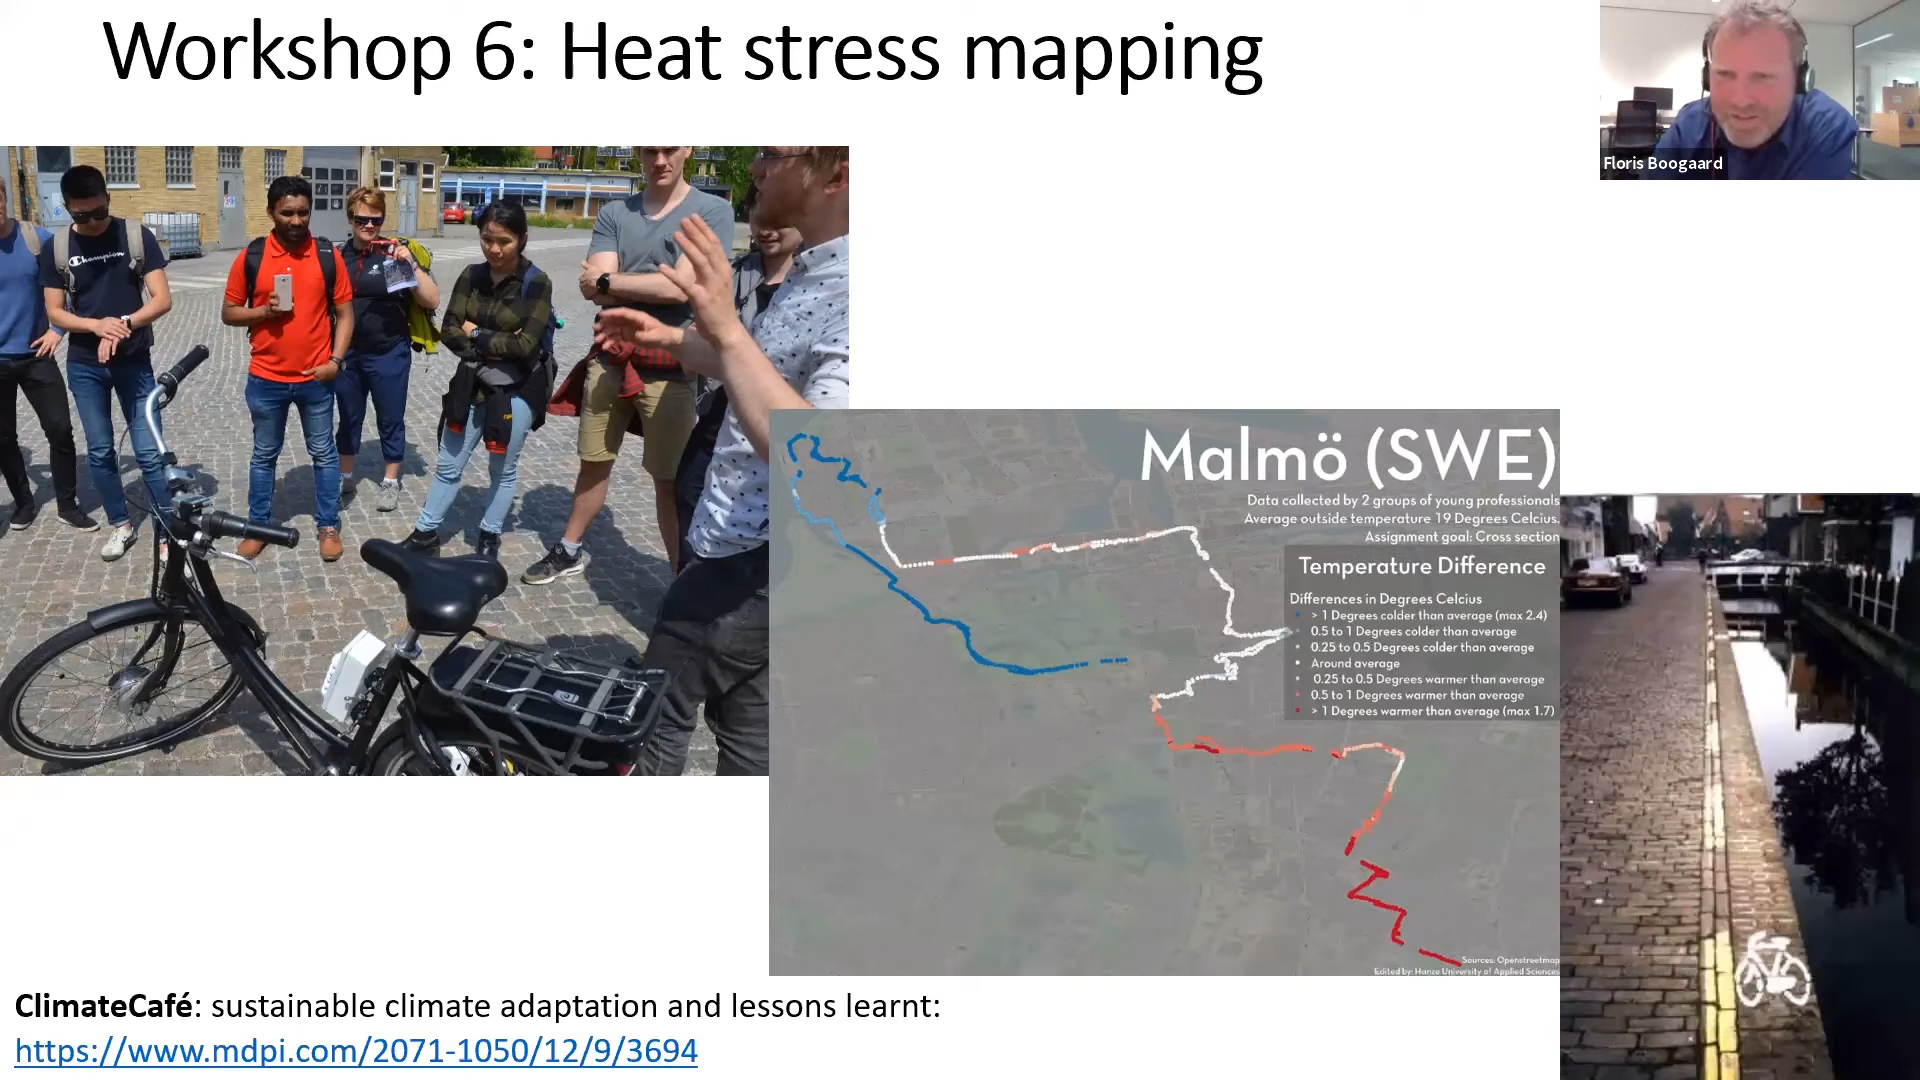 Workshop 6: Heat stress mapping
Floris Boogaard
Champion
Malmö (SWE)
Data collected by 2 groups of young professionals
Average outside temperature 19 Degrees Celcius.
Assignment goal: Cross section
Temperature Difference
Differences in Degrees Celcius
> 1 Degrees colder than average (max 2.4)
0.5 to 1 Degrees colder than average
0.25 to 0.5 Degrees colder than average
Around average
0.25 to 0.5 Degrees warmer than average
0.5 to 1 Degrees warmer than average
> 1 Degrees warmer than average (max 1.7)
Sources: Openstreetmap
Edited by: Hanze University of Applied Sciences
ClimateCafé: sustainable climate adaptation and lessons learnt:
https://www.mdpi.com/2071-1050/12/9/3694